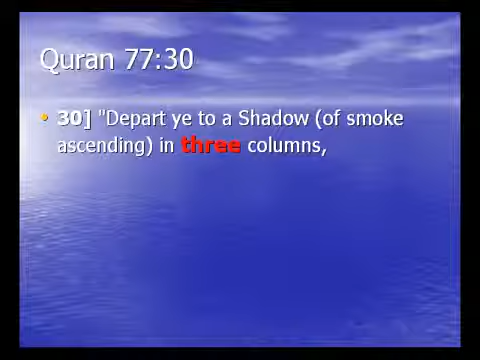 Quran 77:30
• 30] "Depart ye to a Shadow (of smoke
ascending) in three columns,